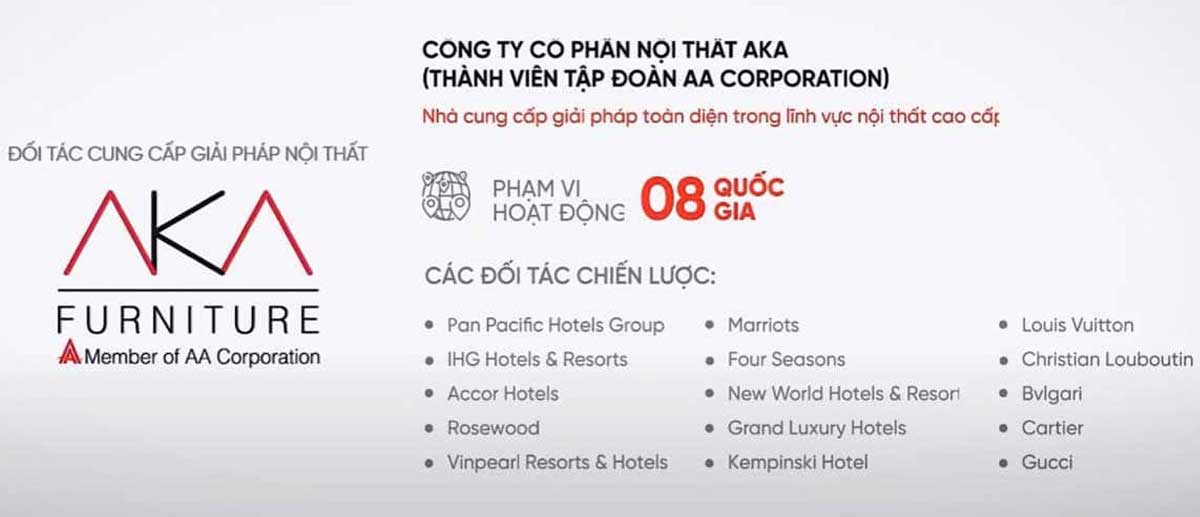 ĐỐI TÁC CUNG CẤP GIẢI PHÁP NỘI THẤT
AKA
FURNITURE
Member of AA Corporation
CÔNG TY CỔ PHẦN NỘI THẤT AKA
(THÀNH VIÊN TẬP ĐOÀN AA CORPORATION)
Nhà cung cấp giải pháp toàn diện trong lĩnh vực nội thất cao cấp
PHẠM VI
HOẠT ĐỘNG
08 QUỐC
GIA
CÁC ĐỐI TÁC CHIẾN LƯỢC:
• Pan Pacific Hotels Group
• IHG Hotels & Resorts
• Accor Hotels
• Rosewood
• Vinpearl Resorts & Hotels
• Marriots
• Four Seasons
• New World Hotels & Resort
• Grand Luxury Hotels
• Kempinski Hotel
• Louis Vuitton
• Christian Louboutin
• Bvlgari
• Cartier
• Gucci